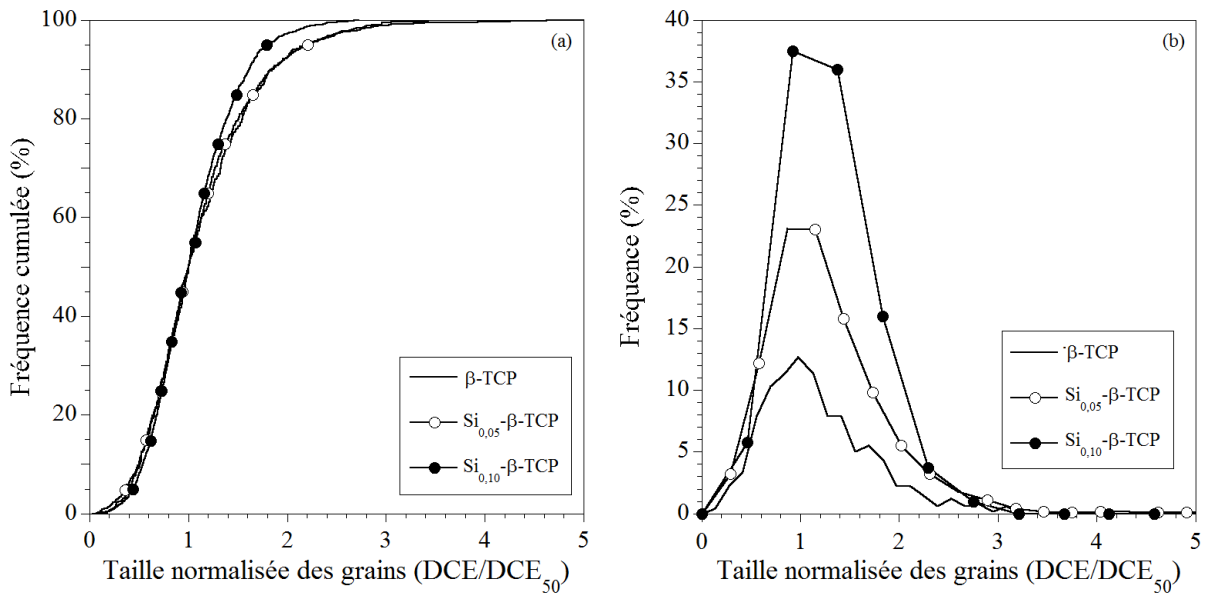 (a)
Fréquence cumulée (%)
100
80
60
40
20
0
β-TCP
Si0,05-β-TCP
Si0,10-β-TCP
0 1 2 3 4 5
Taille normalisée des grains (DCE/DCE50)
(b)
Fréquence (%)
40
35
30
25
20
15
10
5
0
β-TCP
Si0,05-β-TCP
Si0,10-β-TCP
0 1 2 3 4 5
Taille normalisée des grains (DCE/DCE50)